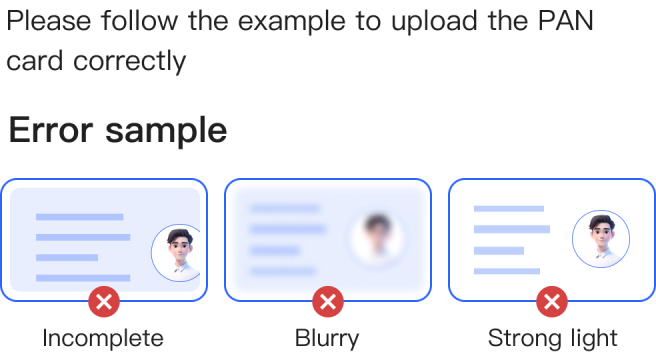 Please follow the example to upload the PAN
card correctly
Error sample
Incomplete
Blurry
Strong light